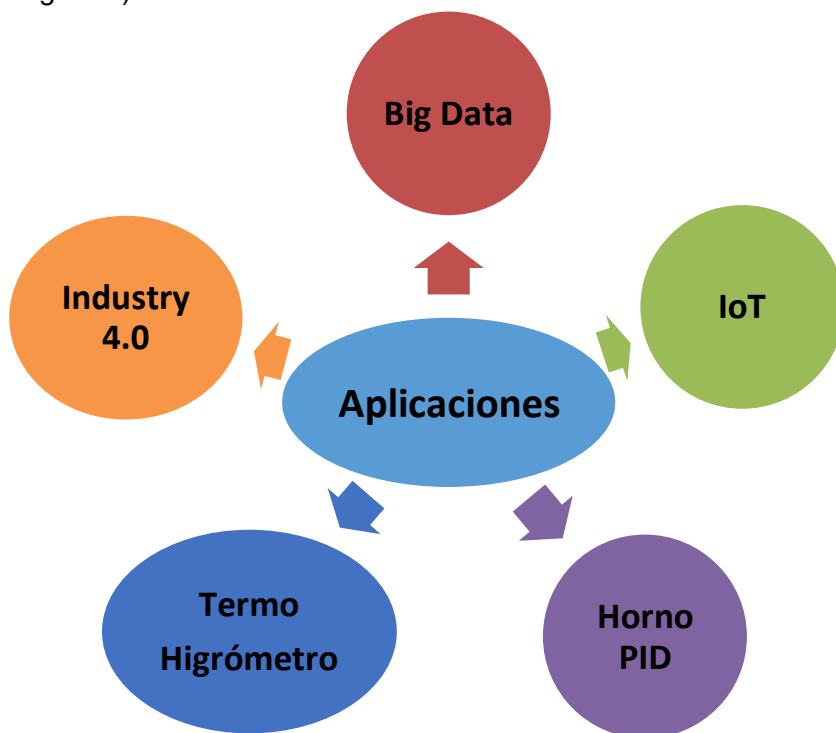 Big Data
Industry
4.0
IoT
Aplicaciones
Termo
Higrómetro
Horno
PID